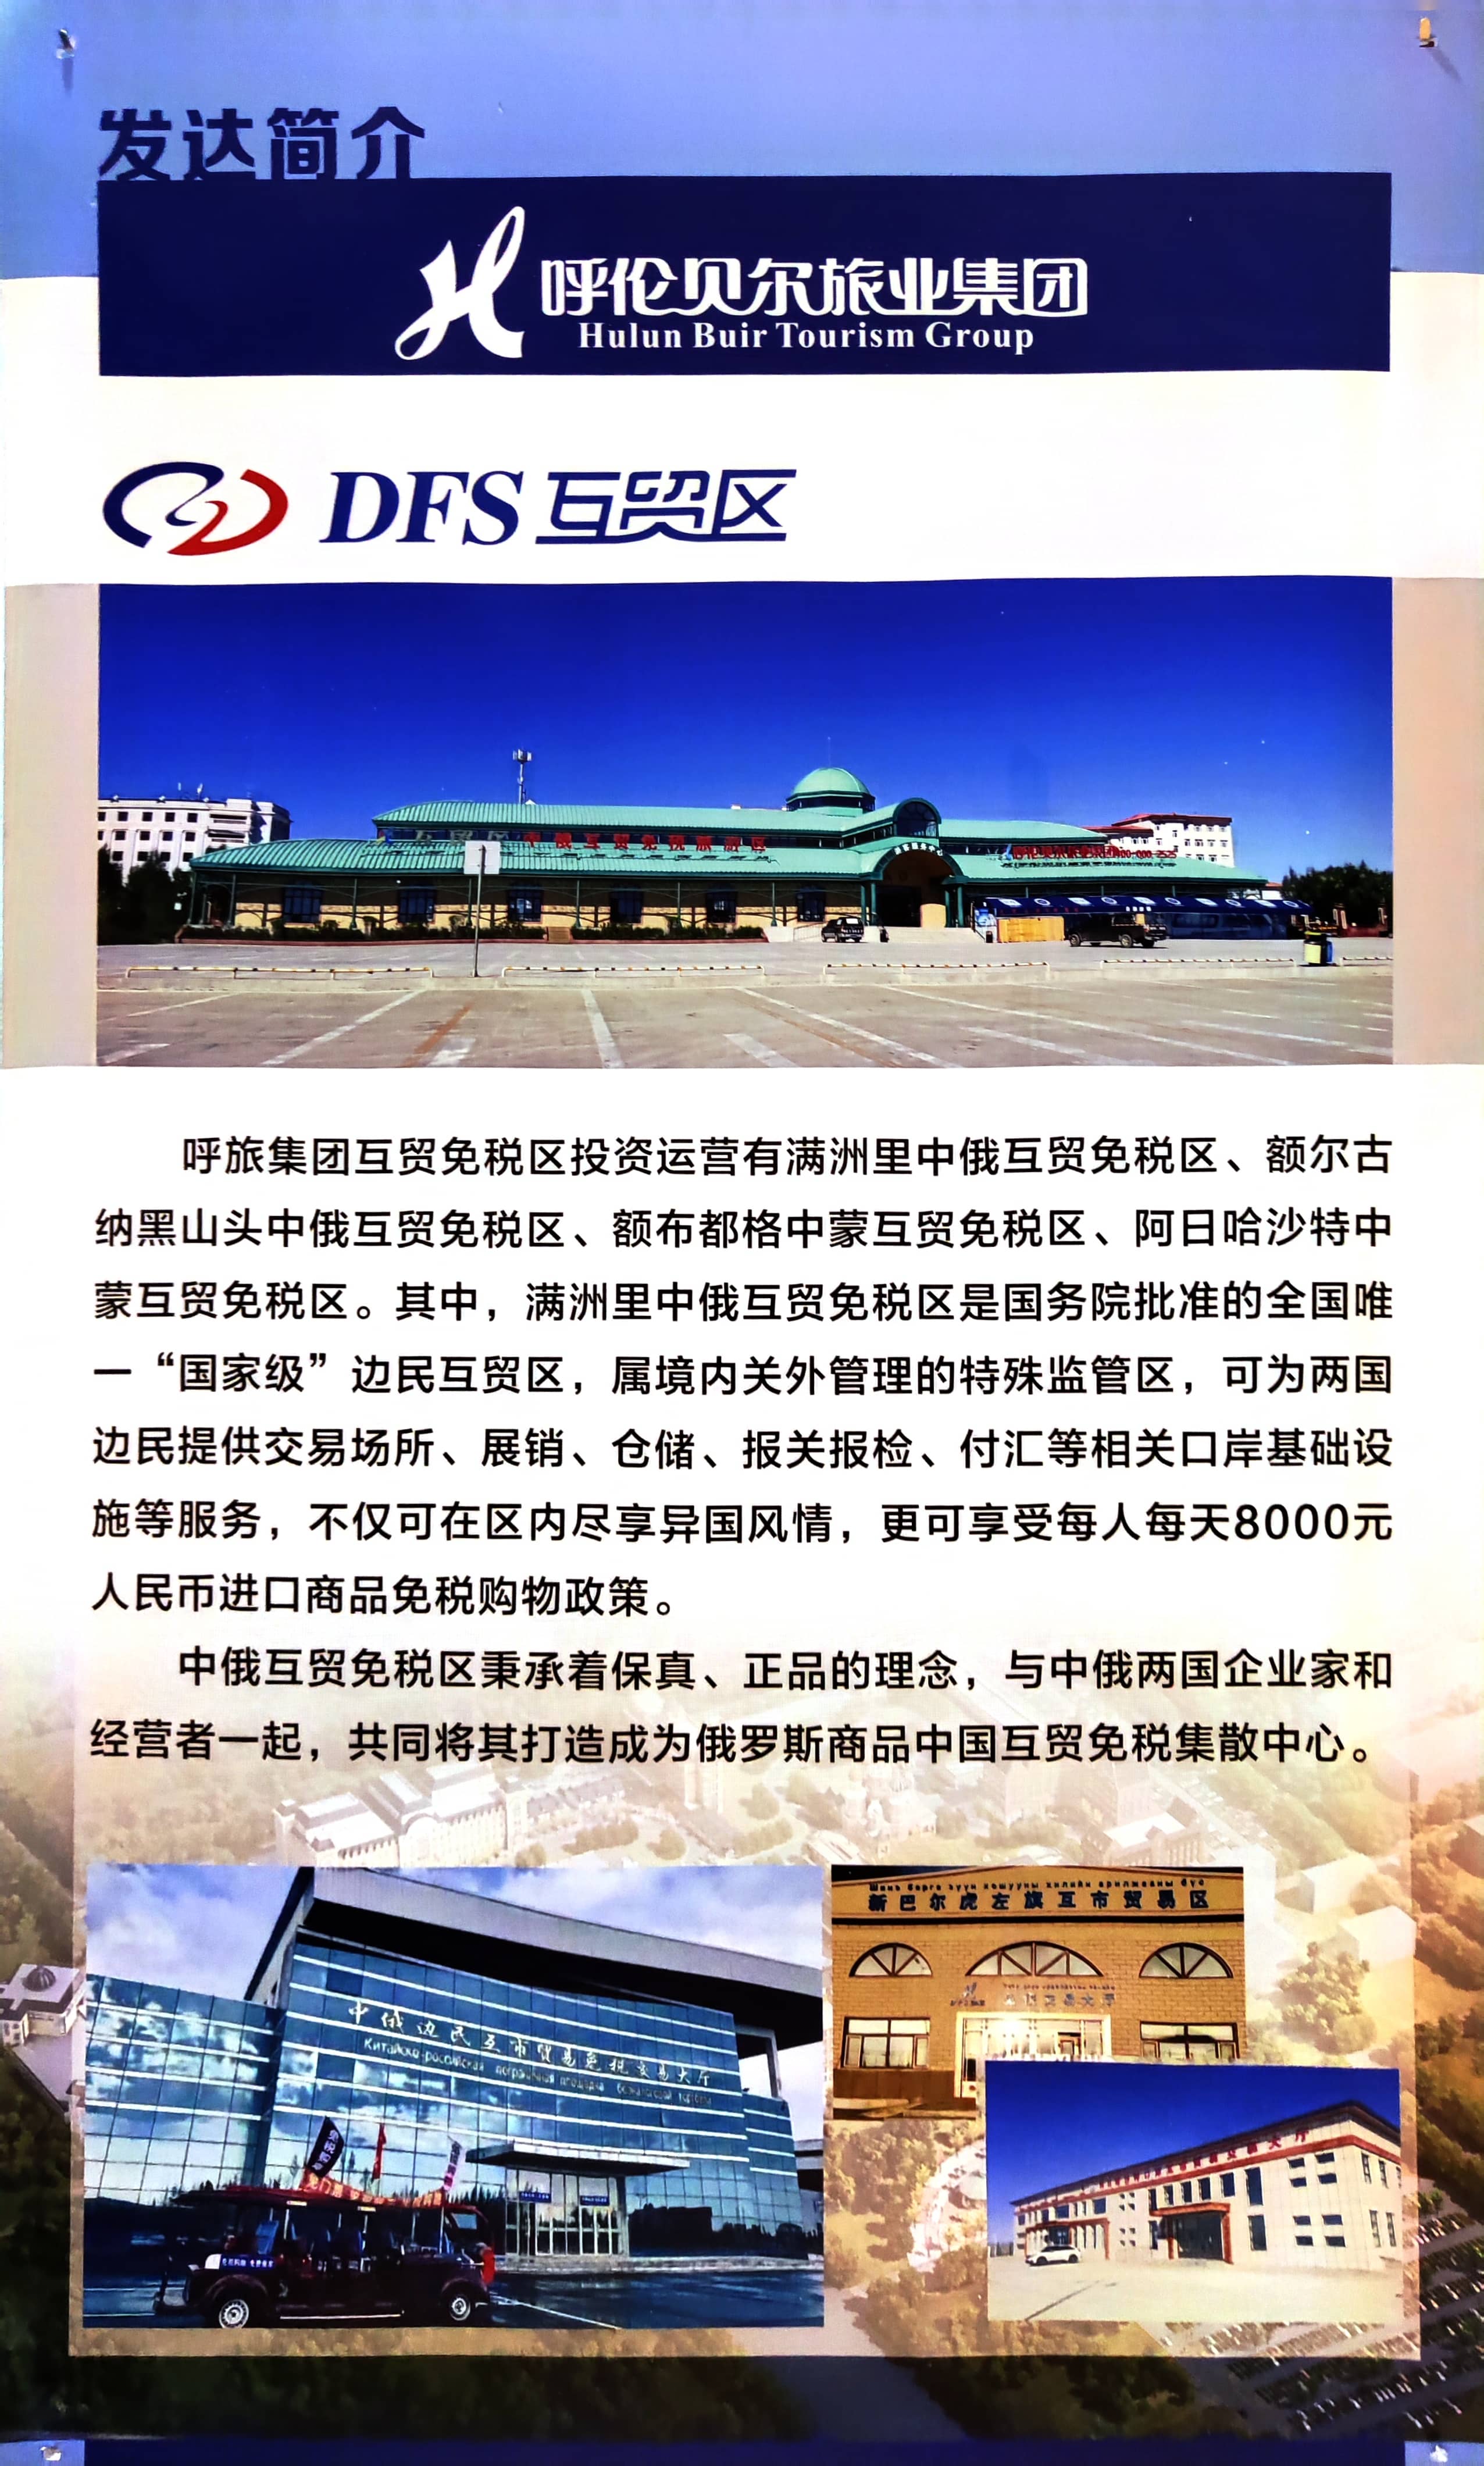 发达简介
呼伦贝尔旅业集团
Hulun Buir Tourism Group
DFS 互贸区
中俄互贸免税旅游区
呼旅集团互贸免税区投资运营有满洲里中俄互贸免税区、额尔古
纳黑山头中俄互贸免税区、额布都格中蒙互贸免税区、阿日哈沙特中
蒙互贸免税区。其中，满洲里中俄互贸免税区是国务院批准的全国唯
一“国家级”边民互贸区，属境内关外管理的特殊监管区，可为两国
边民提供交易场所、展销、仓储、报关报检、付汇等相关口岸基础设
施等服务，不仅可在区内尽享异国风情，更可享受每人每天8000元
人民币进口商品免税购物政策。
中俄互贸免税区秉承着保真、正品的理念，与中俄两国企业家和
经营者一起，共同将其打造成为俄罗斯商品中国互贸免税集散中心。
新巴尔虎左旗互市贸易区
中俄边民互市贸易免税交易大厅
Китайско-российская